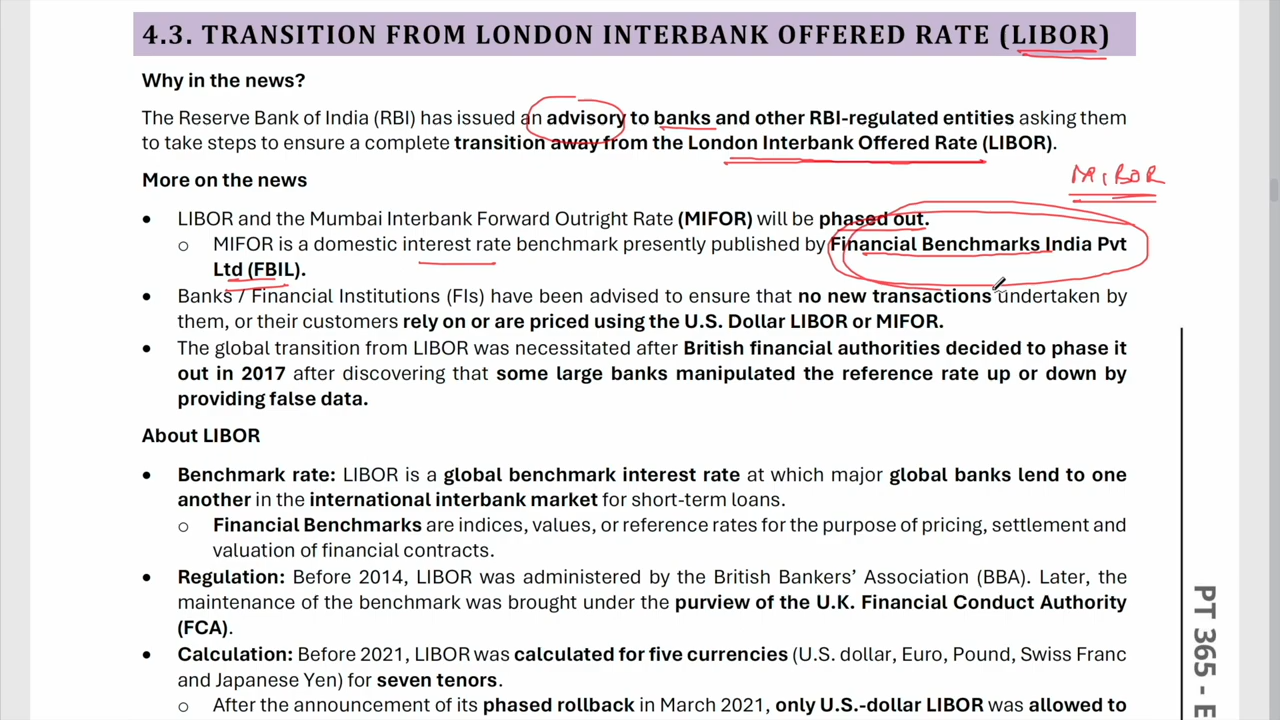 4.3. TRANSITION FROM LONDON INTERBANK OFFERED RATE (LIBOR)
Why in the news?
The Reserve Bank of India (RBI) has issued an advisory to banks and other RBI-regulated entities asking them
to take steps to ensure a complete transition away from the London Interbank Offered Rate (LIBOR).
MIBOR
More on the news
• LIBOR and the Mumbai Interbank Forward Outright Rate (MIFOR) will be phased out.
o MIFOR is a domestic interest rate benchmark presently published by Financial Benchmarks India Pvt
Ltd (FBIL).
• Banks / Financial Institutions (FIs) have been advised to ensure that no new transactions undertaken by
them, or their customers rely on or are priced using the U.S. Dollar LIBOR or MIFOR.
• The global transition from LIBOR was necessitated after British financial authorities decided to phase it
out in 2017 after discovering that some large banks manipulated the reference rate up or down by
providing false data.
About LIBOR
• Benchmark rate: LIBOR is a global benchmark interest rate at which major global banks lend to one
another in the international interbank market for short-term loans.
o Financial Benchmarks are indices, values, or reference rates for the purpose of pricing, settlement and
valuation of financial contracts.
• Regulation: Before 2014, LIBOR was administered by the British Bankers’ Association (BBA). Later, the
maintenance of the benchmark was brought under the purview of the U.K. Financial Conduct Authority
(FCA).
• Calculation: Before 2021, LIBOR was calculated for five currencies (U.S. dollar, Euro, Pound, Swiss Franc
and Japanese Yen) for seven tenors.
o After the announcement of its phased rollback in March 2021, only U.S.-dollar LIBOR was allowed to
PT 365 - E